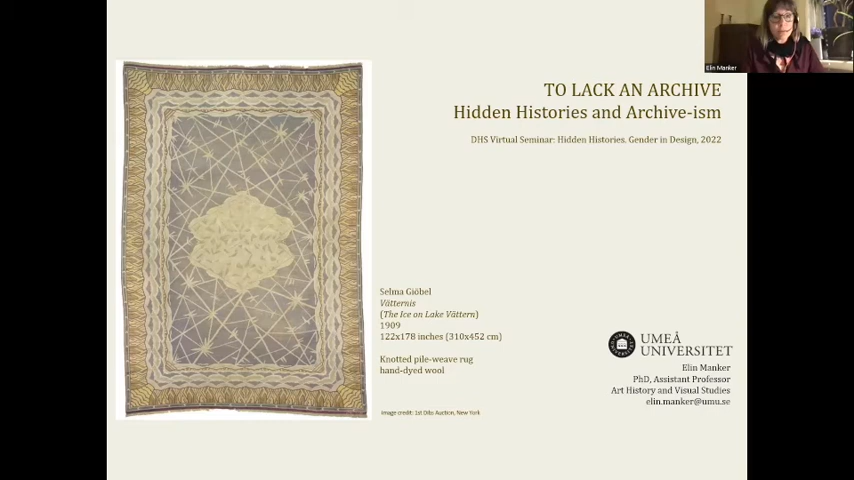 Elin Manker
TO LACK AN ARCHIVE
Hidden Histories and Archive-ism
DHS Virtual Seminar: Hidden Histories. Gender in Design, 2022
Selma Giöbel
Vätternis
(The Ice on Lake Vättern)
1909
122x178 inches (310x452 cm)
Knotted pile-weave rug
hand-dyed wool
Image credit: 1st Dibs Auction, New York
UMEÅ
UNIVERSITET
Elin Manker
PhD, Assistant Professor
Art History and Visual Studies
elin.manker@umu.se